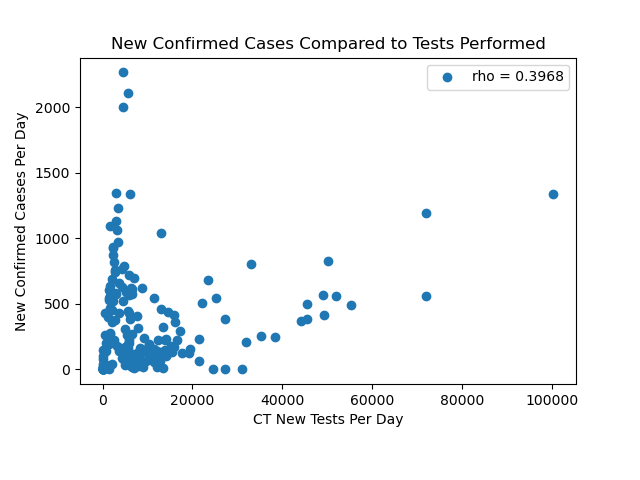 New Confirmed Cases Compared to Tests Performed
rho = 0.3968
New Confirmed Caeses Per Day
2000
1500
1000
500
0
0 20000 40000 60000 80000 100000
CT New Tests Per Day